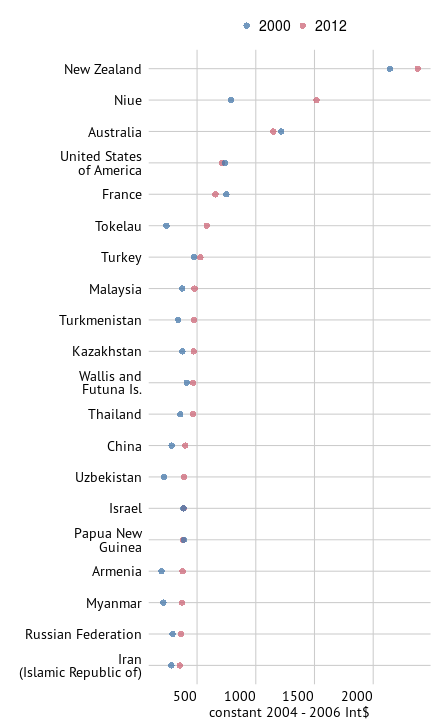 2000 2012
New Zealand
Niue
Australia
United States
of America
France
Tokelau
Turkey
Malaysia
Turkmenistan
Kazakhstan
Wallis and
Futuna Is.
Thailand
China
Uzbekistan
Israel
Papua New
Guinea
Armenia
Myanmar
Russian Federation
Iran
(Islamic Republic of)
500 1000 1500 2000
constant 2004 - 2006 Int$